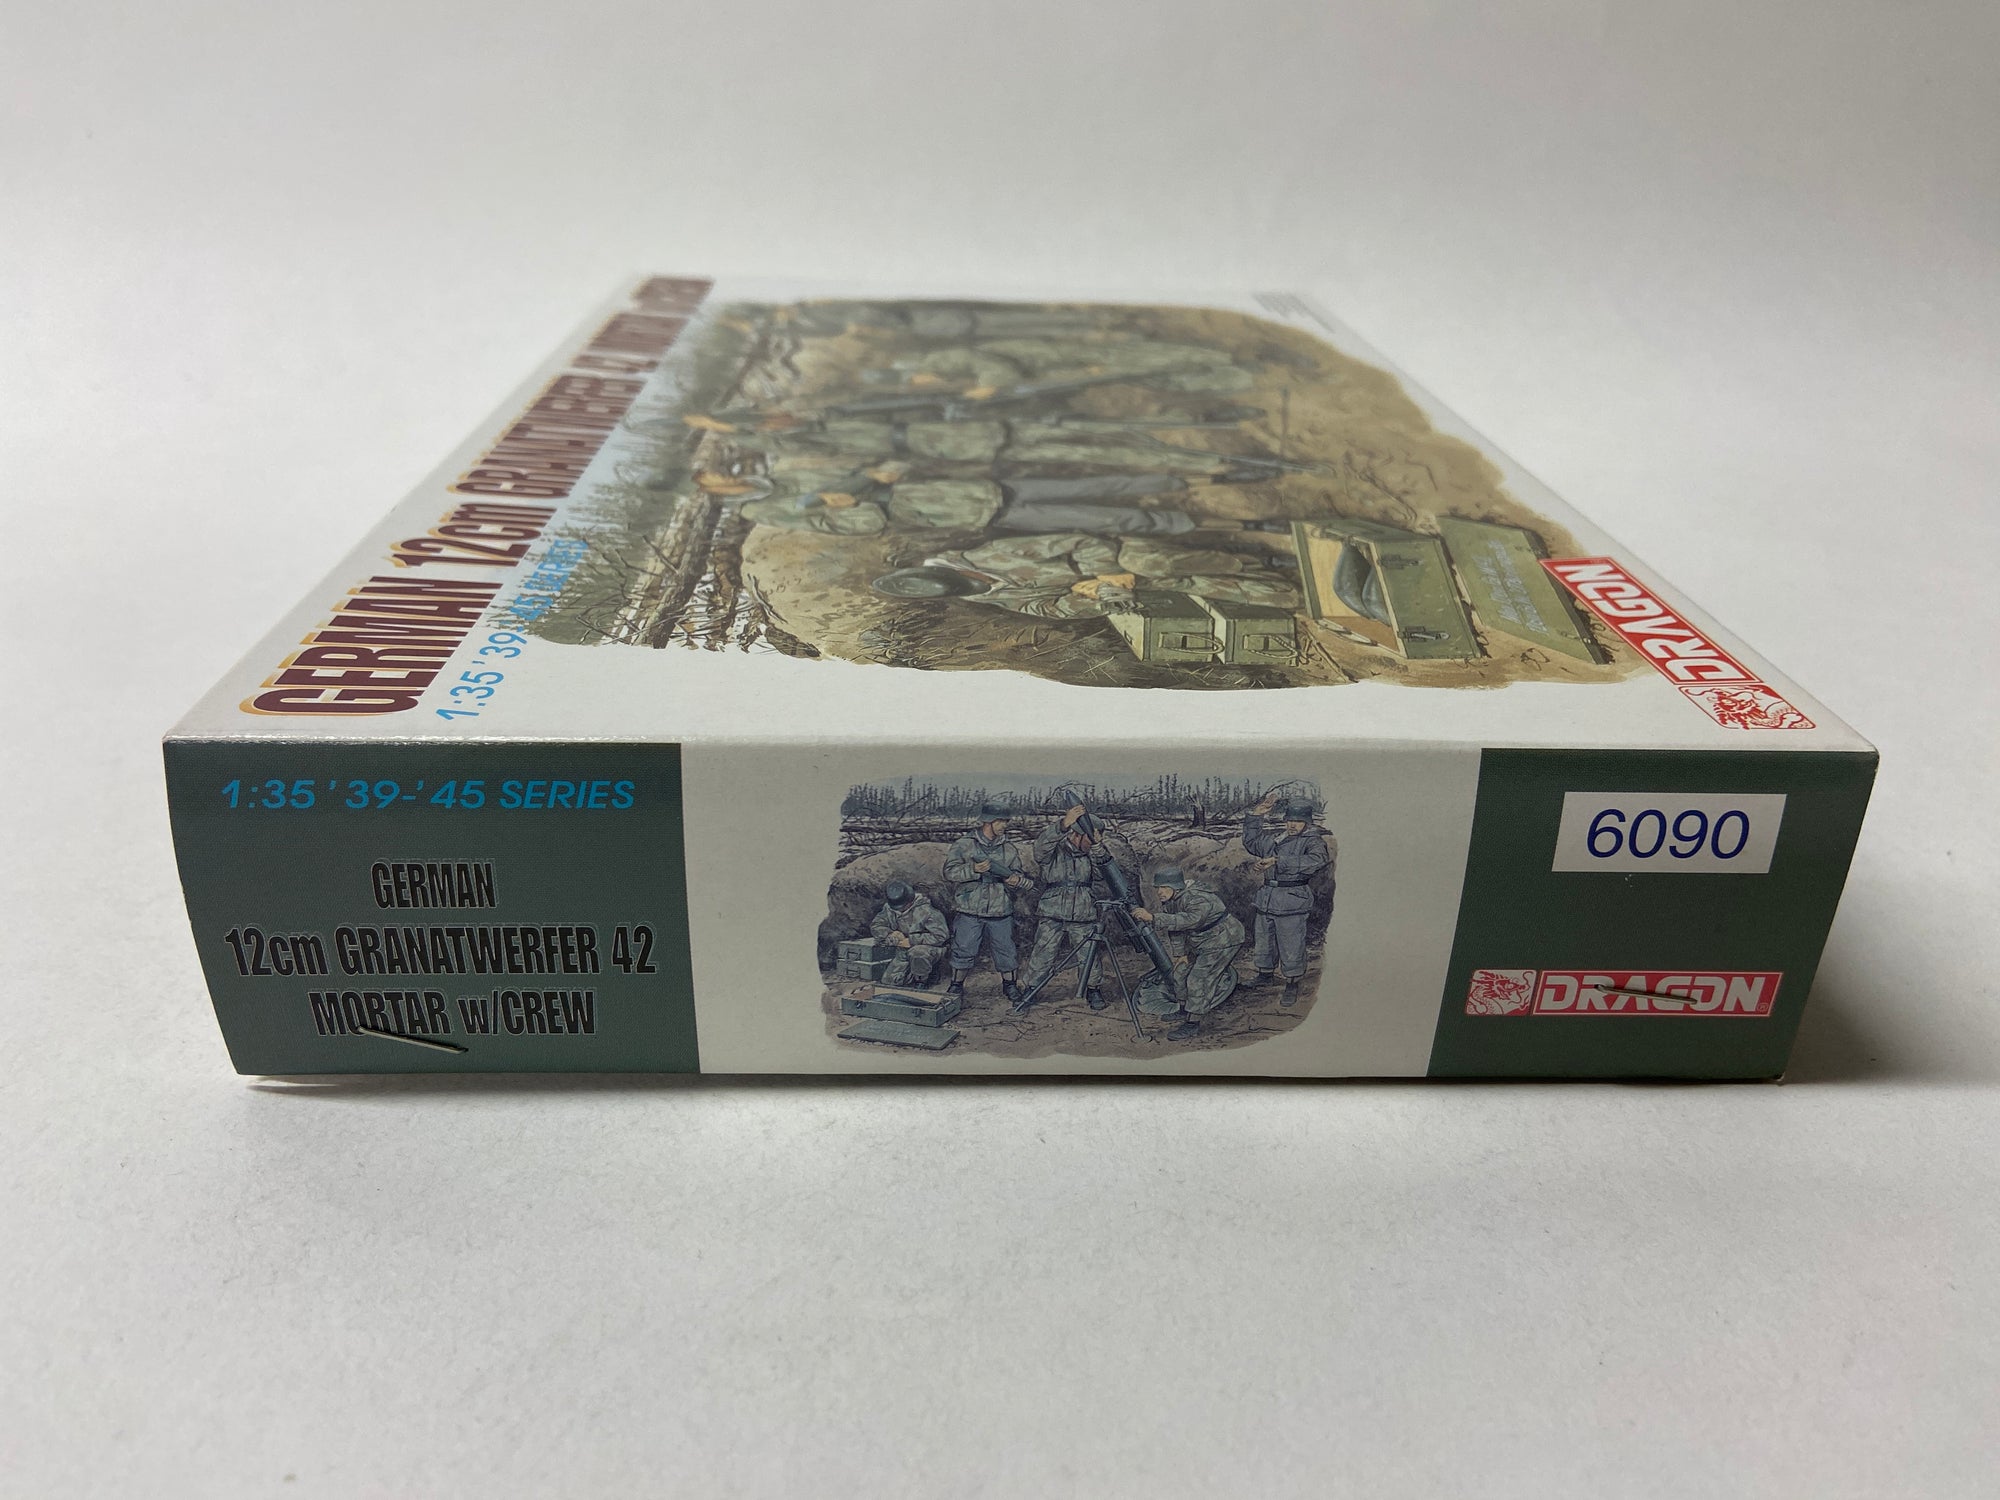 GERMAN 12cm GRANATWERFER 42 MORTAR
1:35 '39-'45 SERIES
DRAGON
1:35 '39-'45 SERIES
GERMAN
12cm GRANATWERFER 42
MORTAR w/CREW
6090
DRAGON